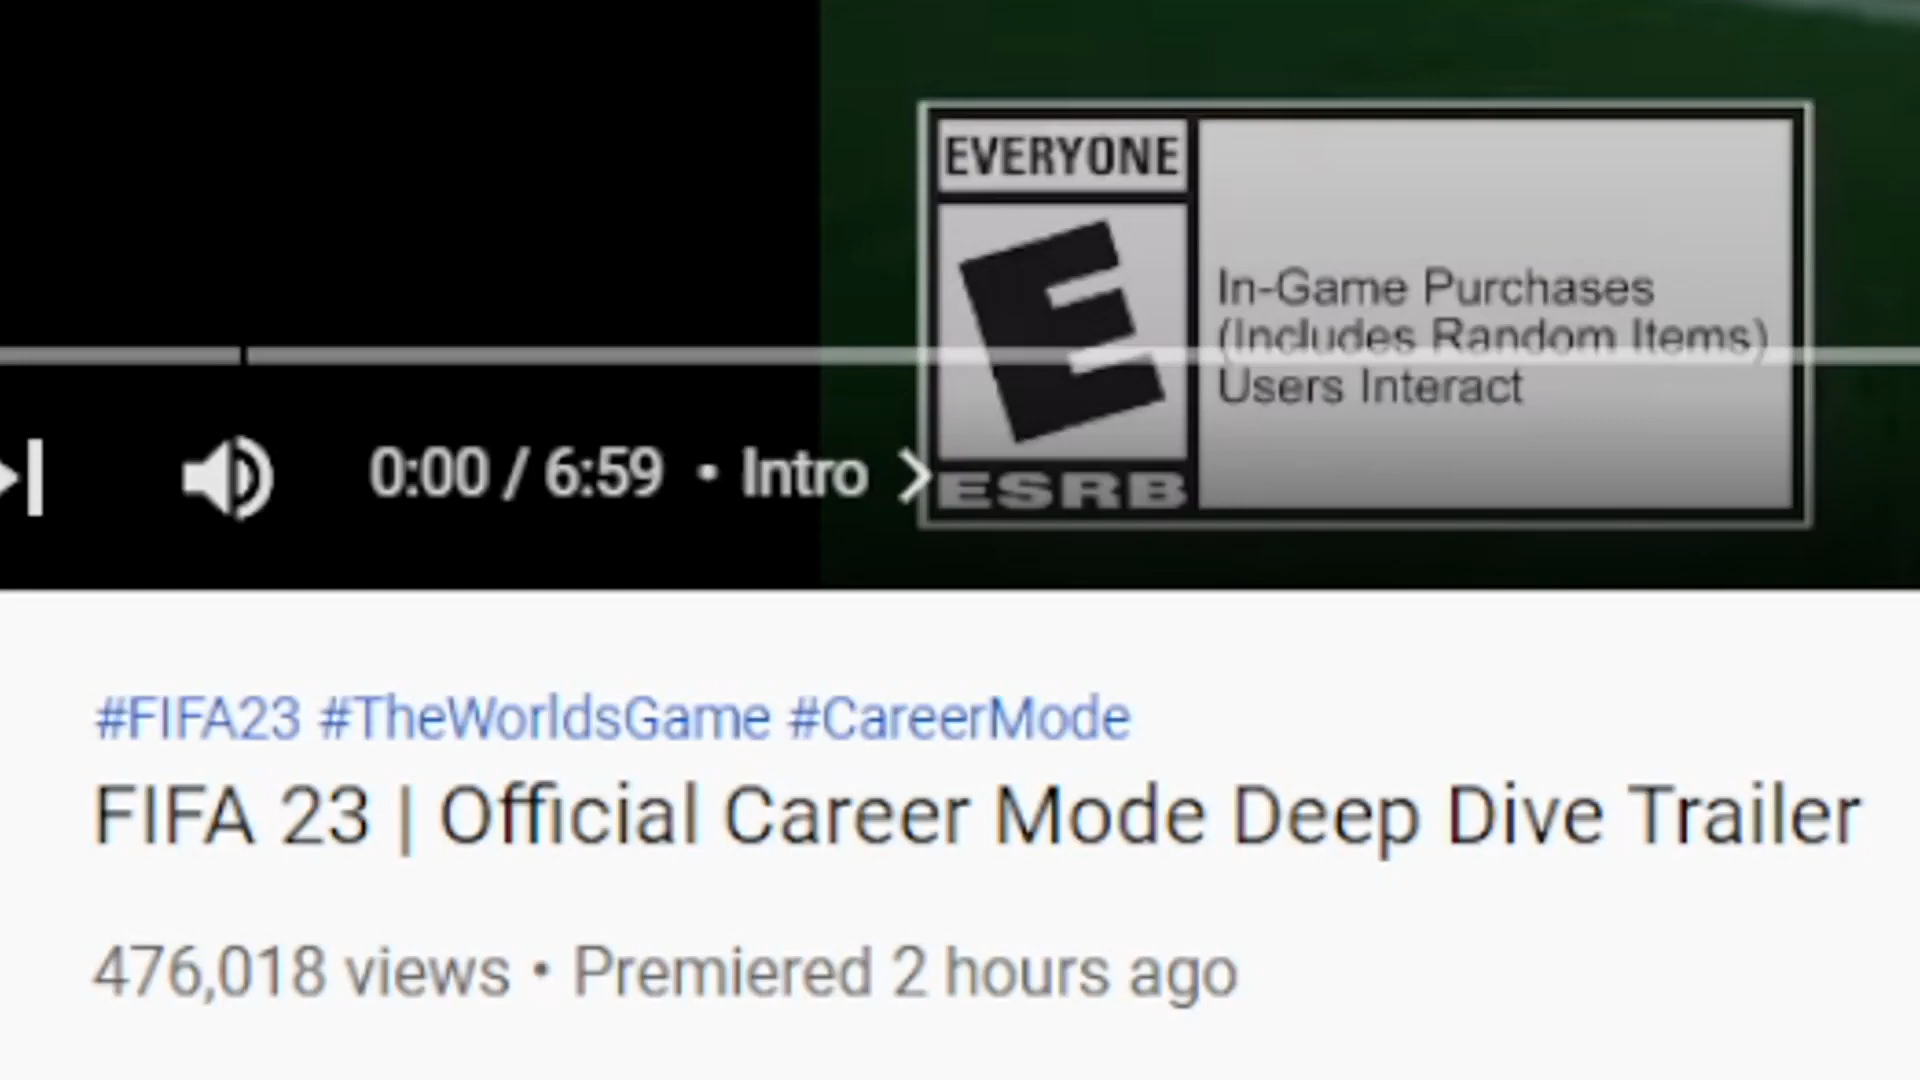 EVERYONE
E
ESRB
In-Game Purchases
(Includes Random Items)
Users Interact
0:00 / 6:59 • Intro
#FIFA23 #TheWorldsGame #CareerMode
FIFA 23 | Official Career Mode Deep Dive Trailer
476,018 views • Premiered 2 hours ago